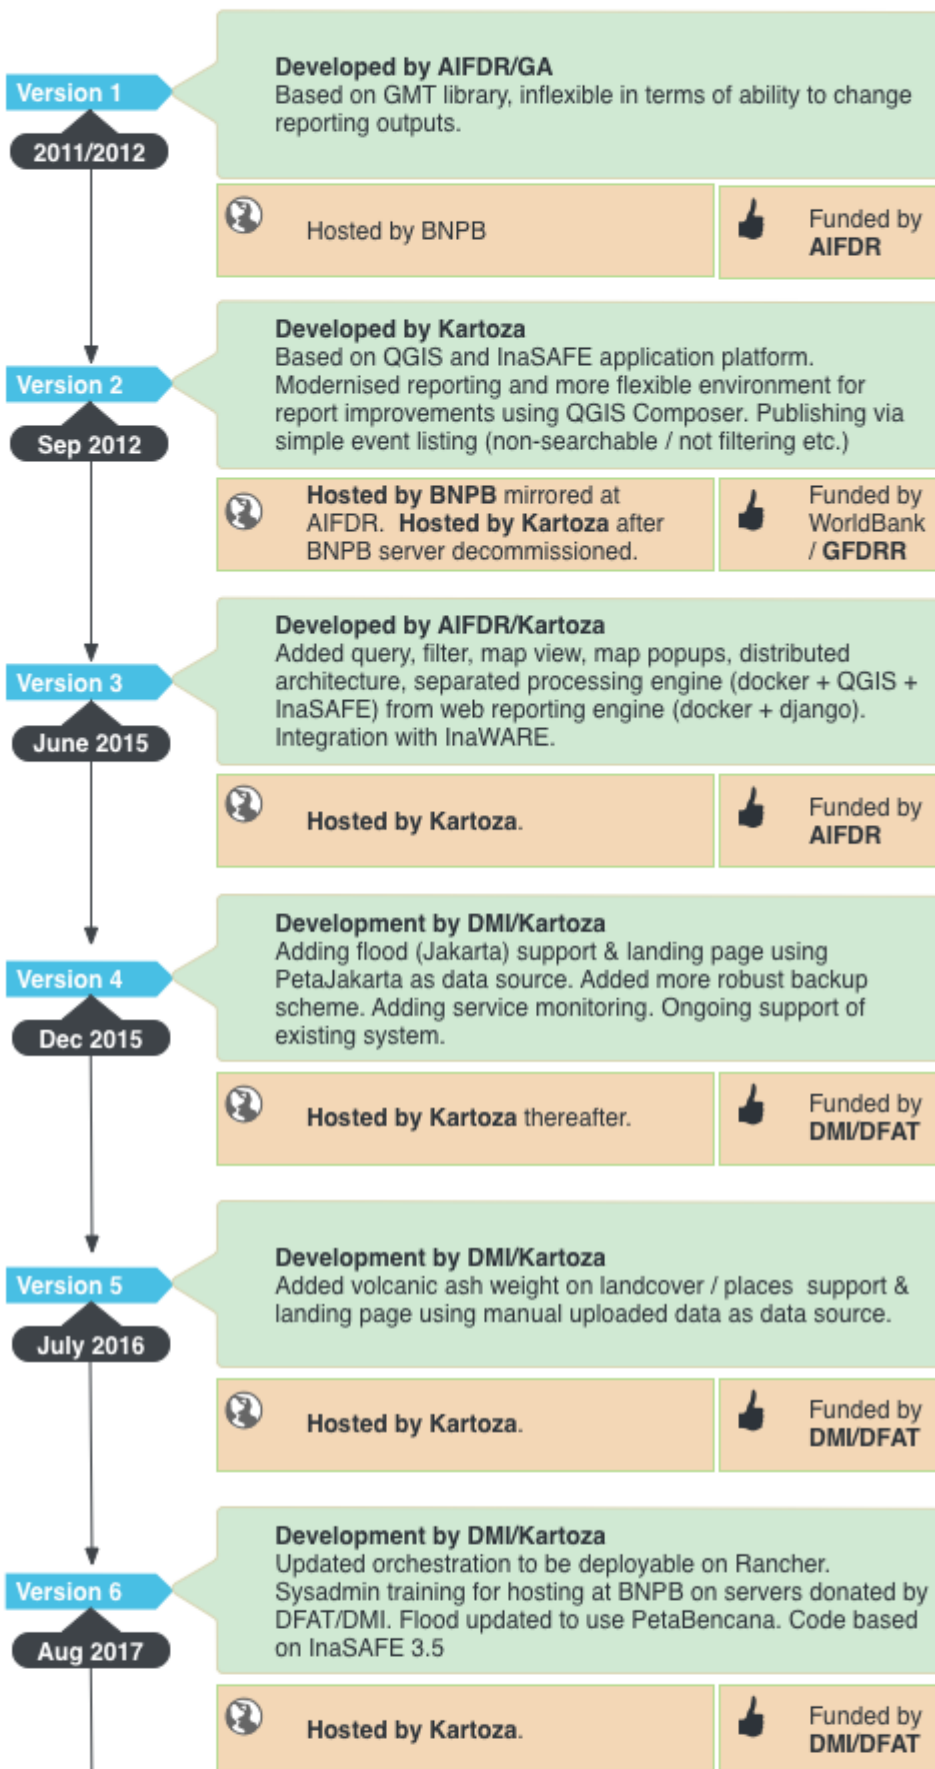 Developed by AIFDR/GA
Based on GMT library, inflexible in terms of ability to change
reporting outputs.
Version 1
2011/2012
Hosted by BNPB
Funded by
AIFDR
Developed by Kartoza
Based on QGIS and InaSAFE application platform.
Modernised reporting and more flexible environment for
report improvements using QGIS Composer. Publishing via
simple event listing (non-searchable / not filtering etc.)
Version 2
Sep 2012
Hosted by BNPB mirrored at
AIFDR. Hosted by Kartoza after
BNPB server decommissioned.
Funded by
WorldBank
/ GFDRR
Developed by AIFDR/Kartoza
Added query, filter, map view, map popups, distributed
architecture, separated processing engine (docker + QGIS +
InaSAFE) from web reporting engine (docker + django).
Integration with InaWARE.
Version 3
June 2015
Hosted by Kartoza.
Funded by
AIFDR
Development by DMI/Kartoza
Adding flood (Jakarta) support & landing page using
PetaJakarta as data source. Added more robust backup
scheme. Adding service monitoring. Ongoing support of
existing system.
Version 4
Dec 2015
Hosted by Kartoza thereafter.
Funded by
DMI/DFAT
Development by DMI/Kartoza
Added volcanic ash weight on landcover / places support &
landing page using manual uploaded data as data source.
Version 5
July 2016
Hosted by Kartoza.
Funded by
DMI/DFAT
Development by DMI/Kartoza
Updated orchestration to be deployable on Rancher.
Sysadmin training for hosting at BNPB on servers donated by
DFAT/DMI. Flood updated to use PetaBencana. Code based
on InaSAFE 3.5
Version 6
Aug 2017
Hosted by Kartoza.
Funded by
DMI/DFAT